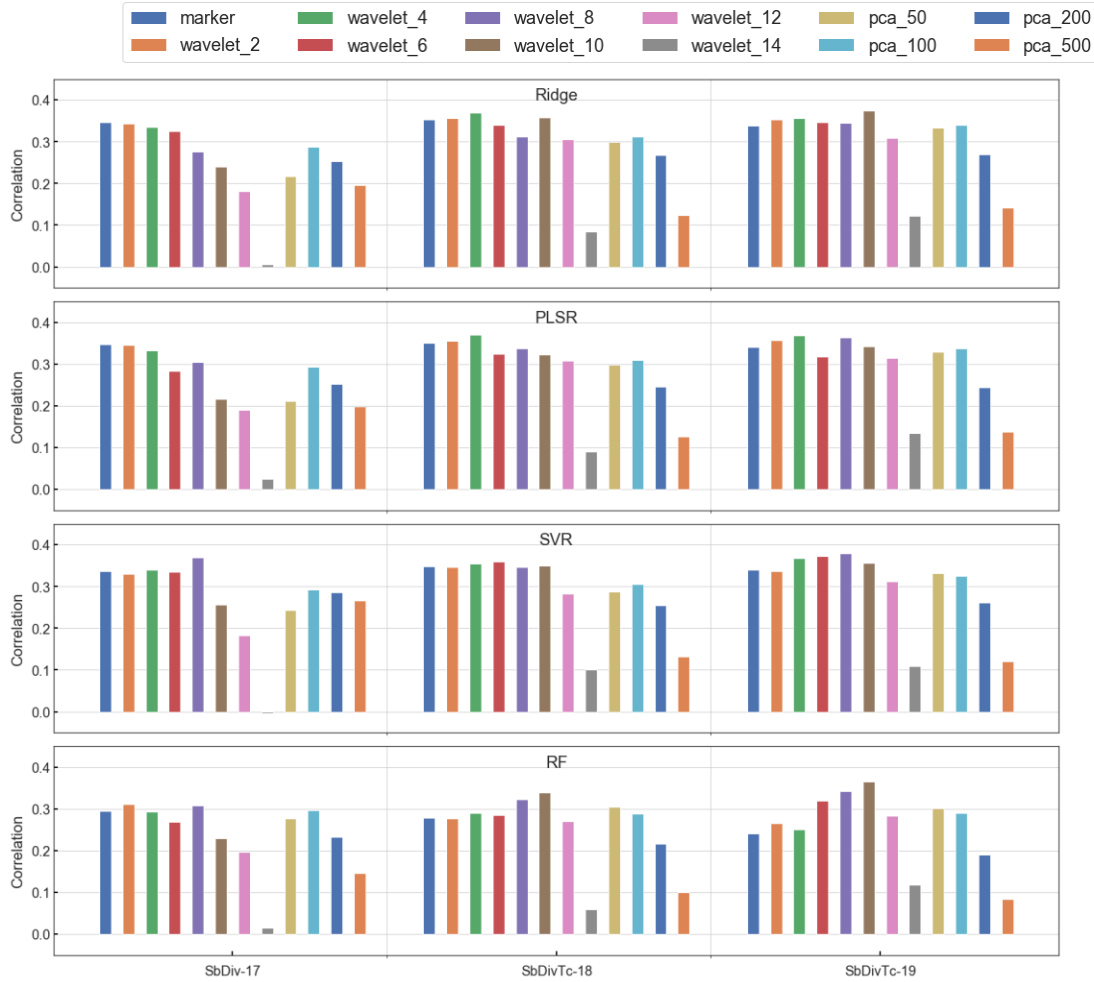 marker wavelet_4 wavelet_8 wavelet_12 pca_50 pca_200
wavelet_2 wavelet_6 wavelet_10 wavelet_14 pca_100 pca_500
Ridge
Correlation
0.4
0.3
0.2
0.1
0.0
PLSR
Correlation
0.4
0.3
0.2
0.1
0.0
SVR
Correlation
0.4
0.3
0.2
0.1
0.0
RF
Correlation
0.4
0.3
0.2
0.1
0.0
SbDiv-17 SbDivTc-18 SbDivTc-19